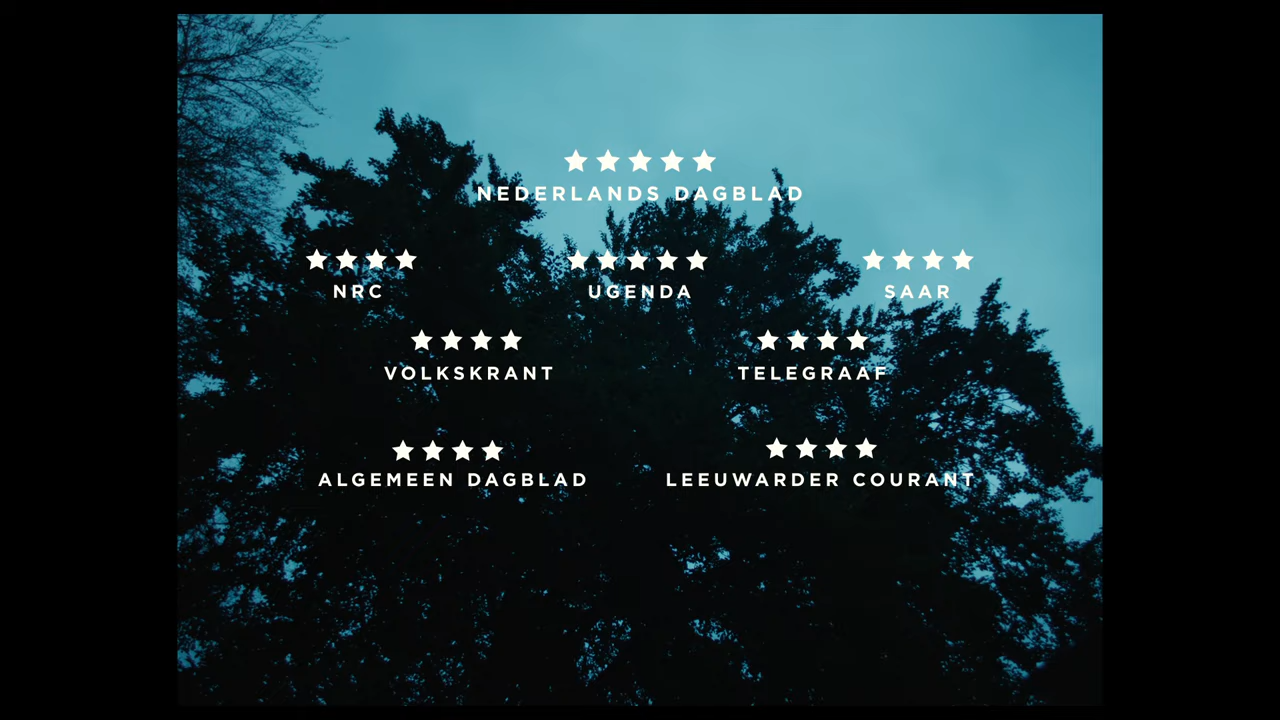 ★★★★★
NEDERLANDS DAGBLAD
★★★★ ★★★★★ ★★★★
NRC UGENDA SAAR
★★★★ ★★★★
VOLKSKRANT TELEGRAAF
★★★★ ★★★★
ALGEMEEN DAGBLAD LEEUWARDER COURANT